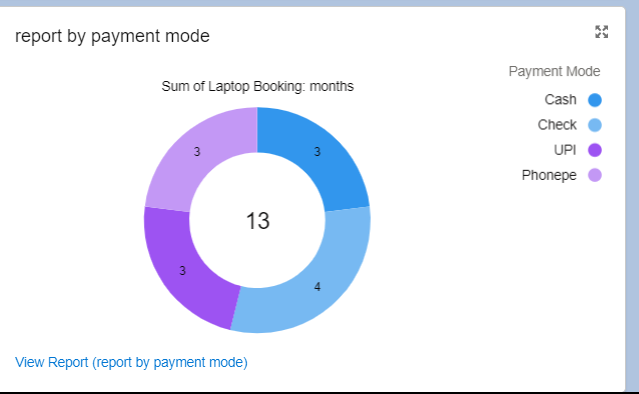 report by payment mode
Sum of Laptop Booking: months
Payment Mode
Cash
Check
UPI
Phonepe
3
3
13
3
4
View Report (report by payment mode)